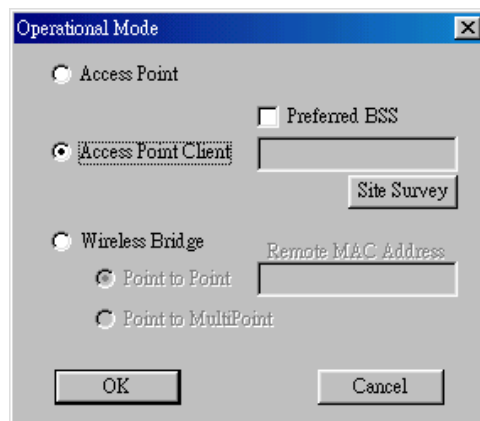 Operational Mode
Access Point
Preferred BSS
Access Point Client
Site Survey
Wireless Bridge
Remote MAC Address
Point to Point
Point to MultiPoint
OK
Cancel